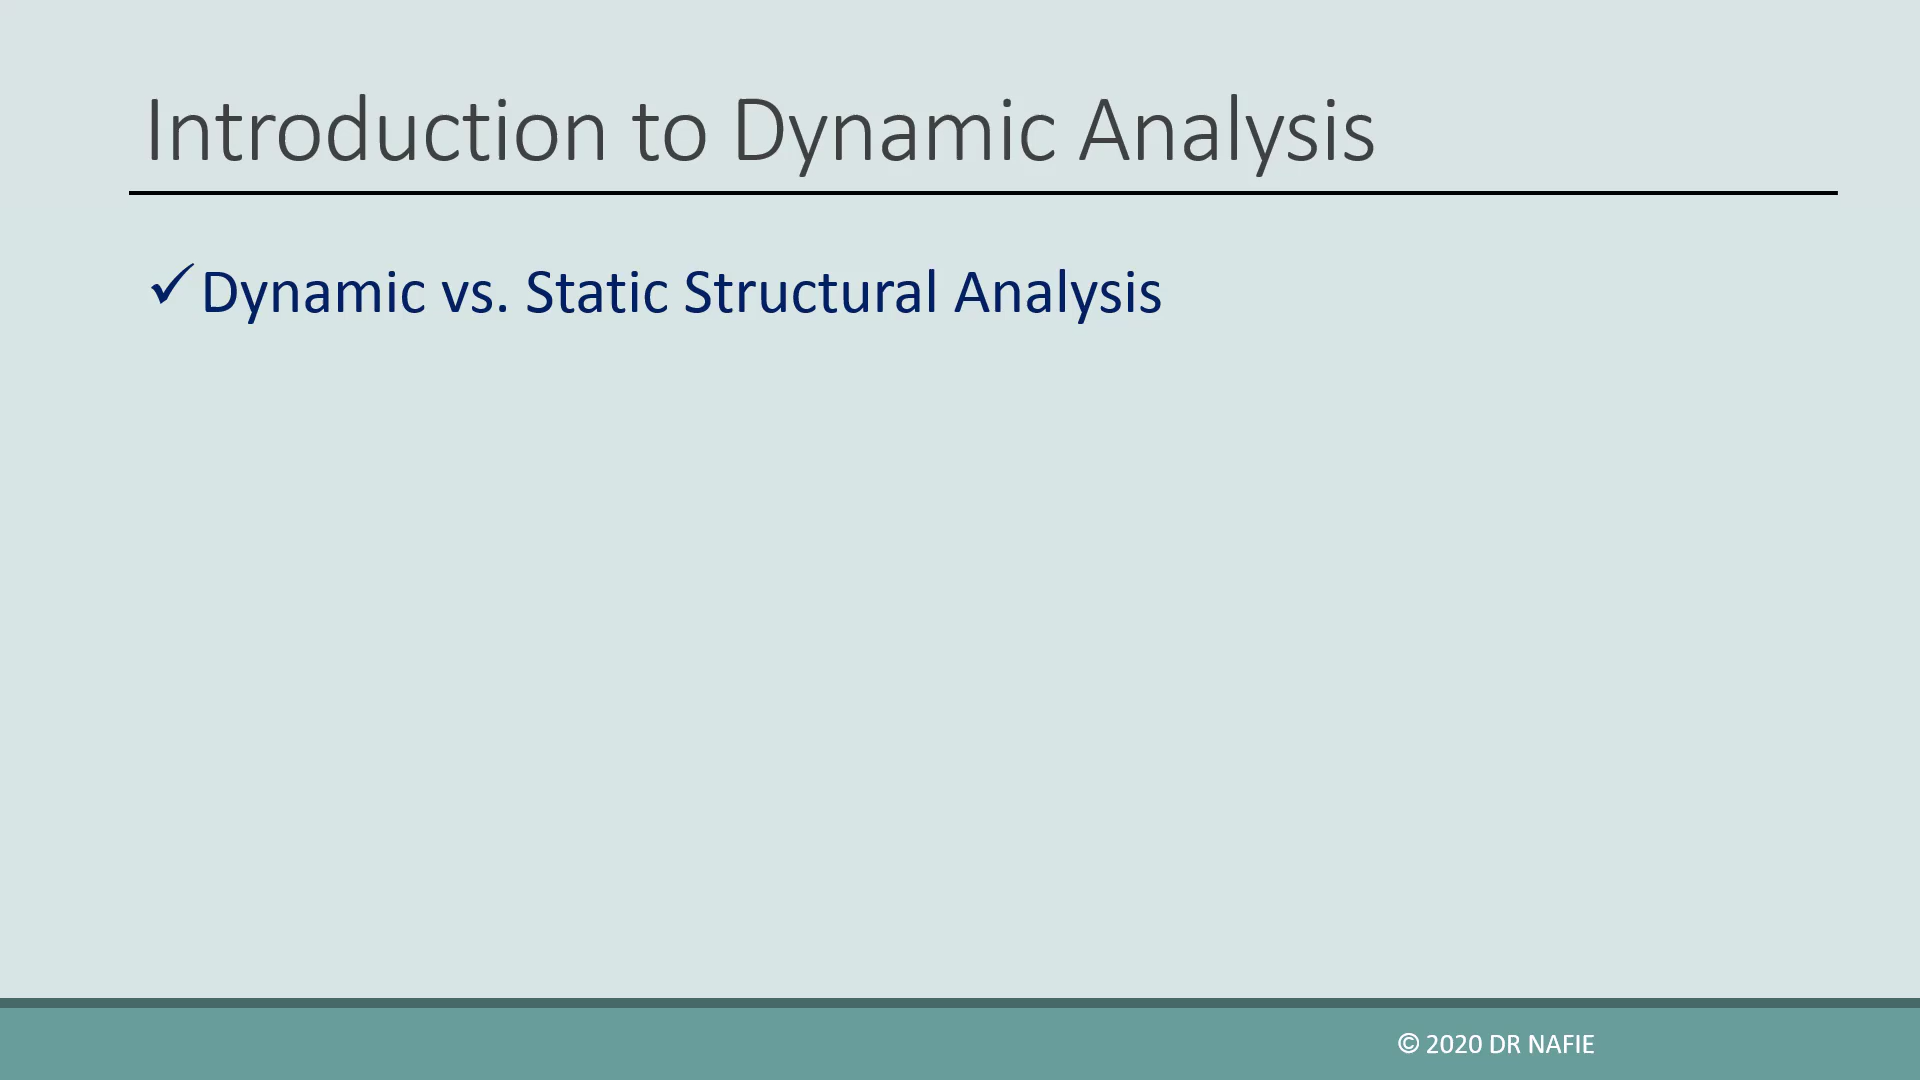 Introduction to Dynamic Analysis
✓Dynamic vs. Static Structural Analysis
© 2020 DR NAFIE